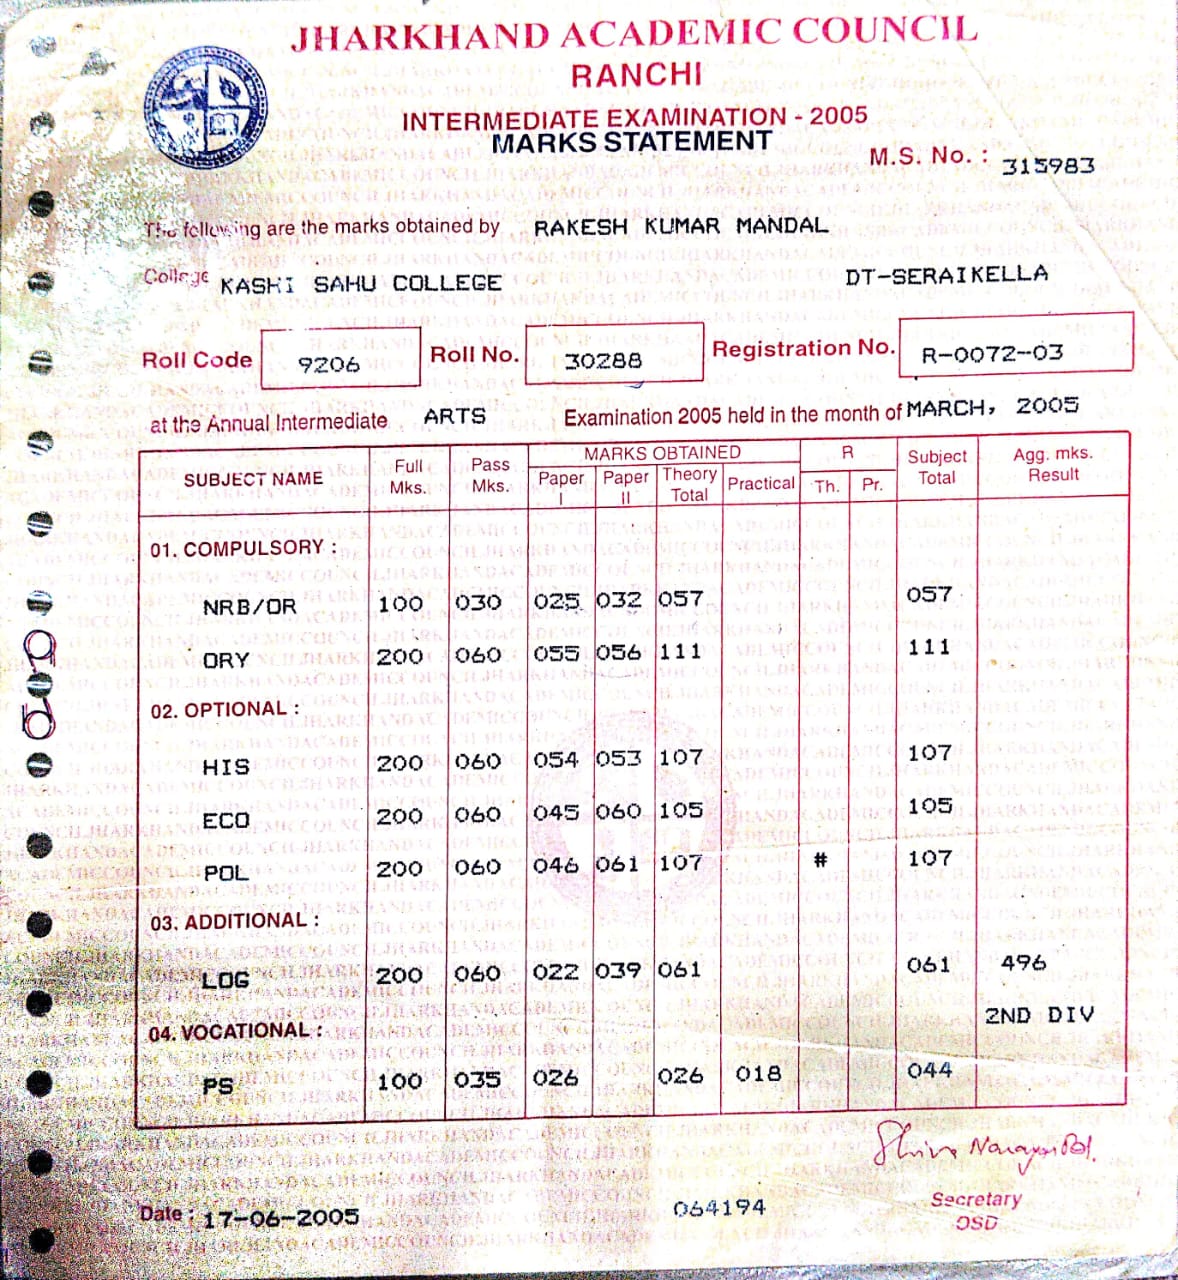 JHARKHAND ACADEMIC COUNCIL
RANCHI
INTERMEDIATE EXAMINATION - 2005
MARKS STATEMENT
M.S. No. : 315983
The following are the marks obtained by RAKESH KUMAR MANDAL
College KASHI SAHU COLLEGE DT-SERAIKELLA
Roll Code 9206 Roll No. 30288 Registration No. R-0072-03
at the Annual Intermediate ARTS Examination 2005 held in the month of MARCH, 2005
SUBJECT NAME Full Mks. Pass Mks. MARKS OBTAINED Paper I Paper II Theory Total Practical R Th. Pr. Subject Total Agg. mks. Result
01. COMPULSORY :
NRB/OR 100 030 025 032 057 057
ORY 200 060 055 056 111 111
02. OPTIONAL :
HIS 200 060 054 053 107 107
ECO 200 060 045 060 105 105
POL 200 060 046 061 107 # 107
03. ADDITIONAL :
LOG 200 060 022 039 061 061 496
04. VOCATIONAL : 2ND DIV
PS 100 035 026 026 018 044
Date : 17-06-2005 064194
Secretary
OSD